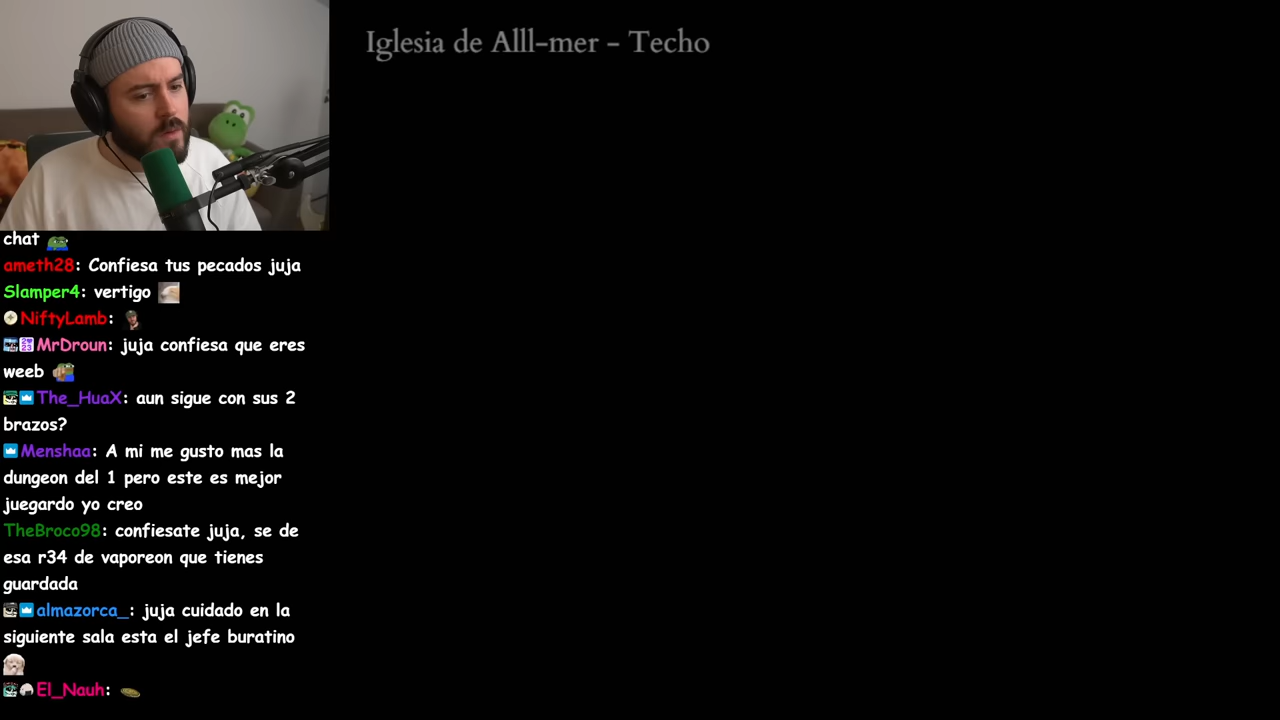 Iglesia de Alll-mer - Techo
chat
ameth28: Confiesa tus pecados juja
Slamper4: vertigo
NiftyLamb:
MrDroun: juja confiesa que eres
weeb
The_HuaX: aun sigue con sus 2
brazos?
Menshaa: A mi me gusto mas la
dungeon del 1 pero este es mejor
juegardo yo creo
TheBroco98: confiesate juja, se de
esa r34 de vaporeon que tienes
guardada
almazorca_: juja cuidado en la
siguiente sala esta el jefe buratino
El_Nauh: